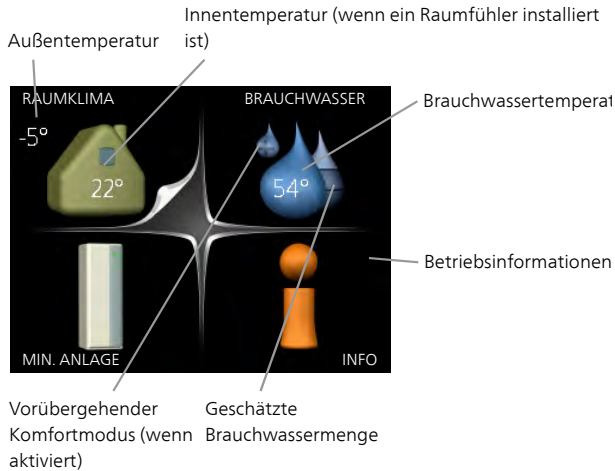 Innentemperatur (wenn ein Raumfühler installiert
ist)
Außentemperatur
RAUMKLIMA
BRAUCHWASSER
-5°
22°
54°
Brauchwassertemperat
Betriebsinformationen
MIN. ANLAGE
INFO
Vorübergehender
Komfortmodus (wenn
aktiviert)
Geschätzte
Brauchwassermenge